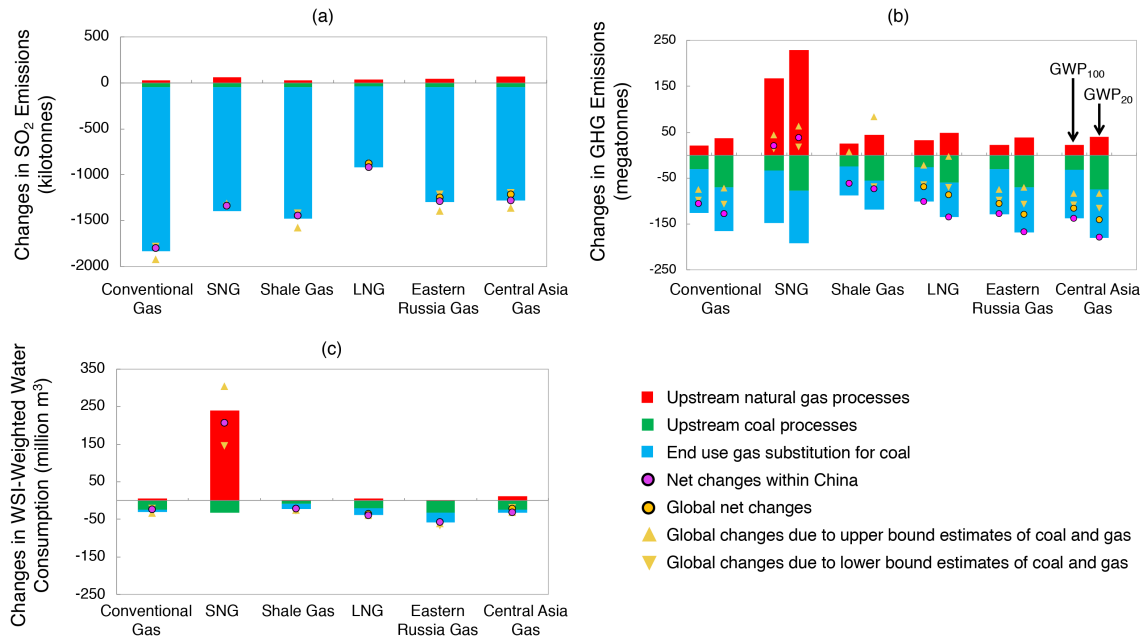 (a)
Changes in SO2 Emissions
(kilotonnes)
500
0
-500
-1000
-1500
-2000
Conventional
Gas
SNG
Shale Gas
LNG
Eastern
Russia Gas
Central Asia
Gas
(b)
Changes in GHG Emissions
(megatonnes)
250
150
50
-50
-150
-250
GWP100
GWP20
Conventional
Gas
SNG
Shale Gas
LNG
Eastern
Russia Gas
Central Asia
Gas
(c)
Changes in WSI-Weighted Water
Consumption (million m3)
350
250
150
50
-50
-150
-250
Conventional
Gas
SNG
Shale Gas
LNG
Eastern
Russia Gas
Central Asia
Gas
Upstream natural gas processes
Upstream coal processes
End use gas substitution for coal
Net changes within China
Global net changes
Global changes due to upper bound estimates of coal and gas
Global changes due to lower bound estimates of coal and gas